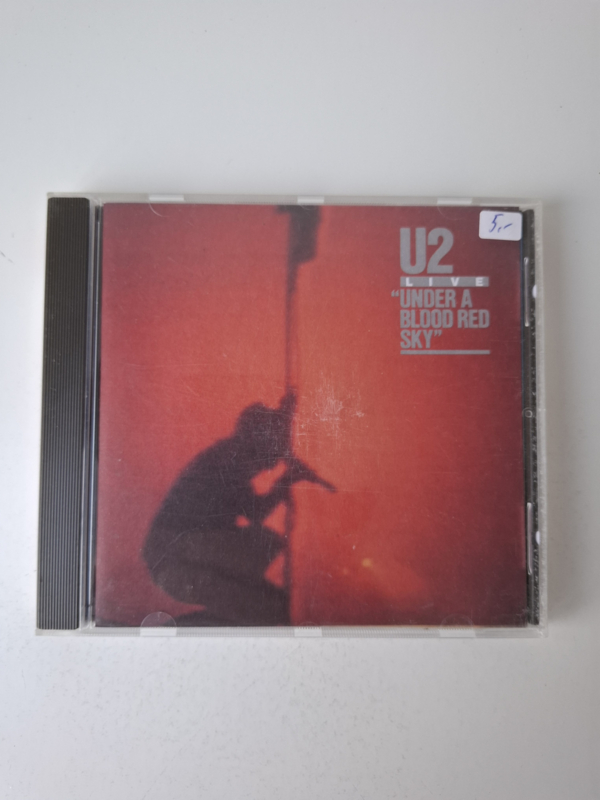 5,-
U2
LIVE
“UNDER A
BLOOD RED
SKY”